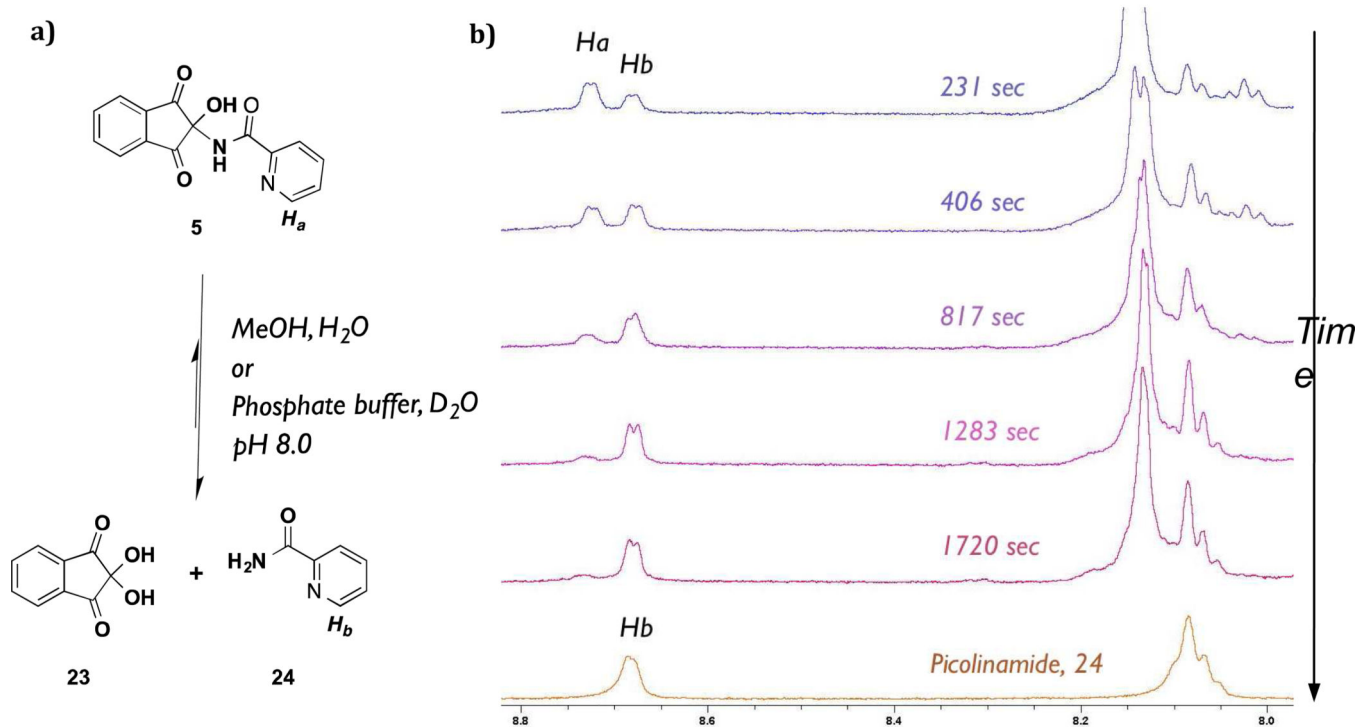 a)
O
OH
O
N
H
O
N
Ha
5
MeOH, H2O
or
Phosphate buffer, D2O
pH 8.0
O
OH
OH
O
+
O
H2N
N
Hb
23
24
b)
Ha
Hb
231 sec
406 sec
817 sec
1283 sec
1720 sec
Tim
e
Hb
Picolinamide, 24
8.8
8.6
8.4
8.2
8.0